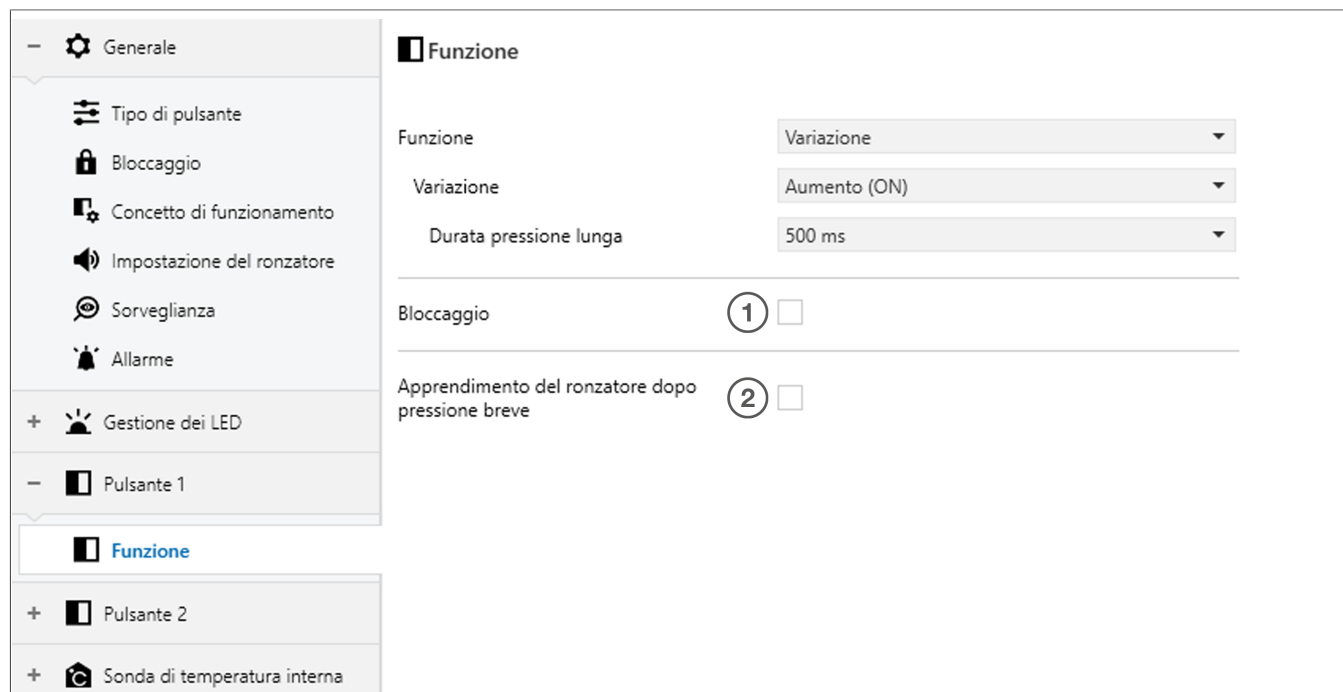 Generale
Tipo di pulsante
Bloccaggio
Concetto di funzionamento
Impostazione del ronzatore
Sorveglianza
Allarme
Gestione dei LED
Pulsante 1
Funzione
Pulsante 2
Sonda di temperatura interna
Funzione
Funzione Variazione
Variazione Aumento (ON)
Durata pressione lunga 500 ms
Bloccaggio 1
Apprendimento del ronzatore dopo
pressione breve 2